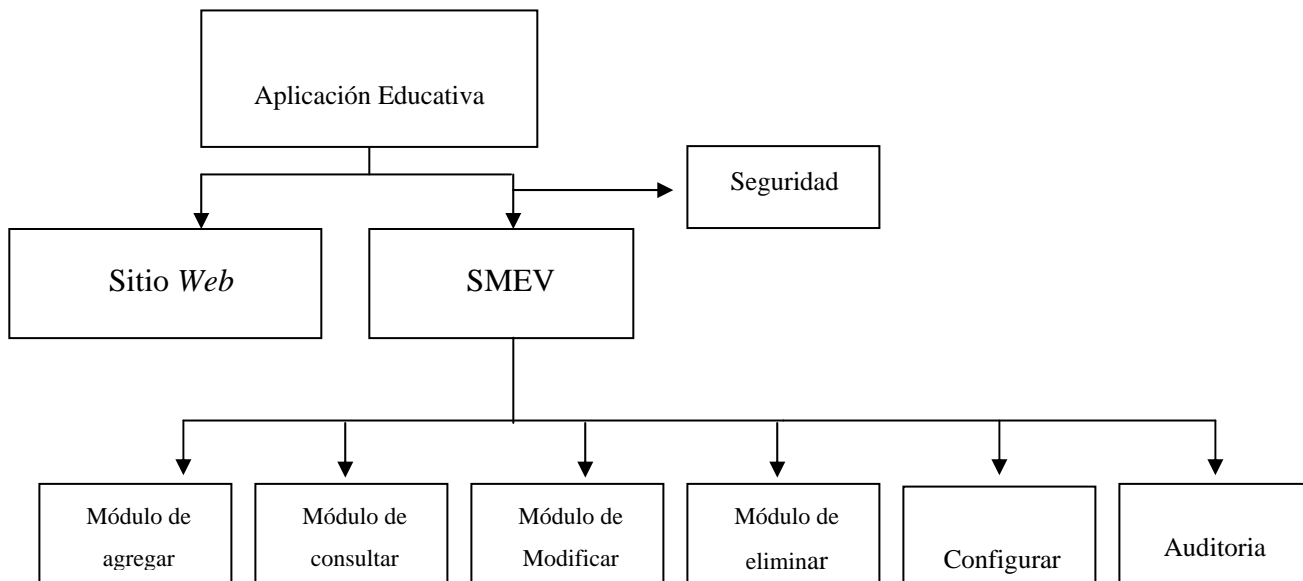 Aplicación Educativa
Seguridad
Sitio Web
SMEV
Módulo de
agregar
Módulo de
consultar
Módulo de
Modificar
Módulo de
eliminar
Configurar
Auditoria